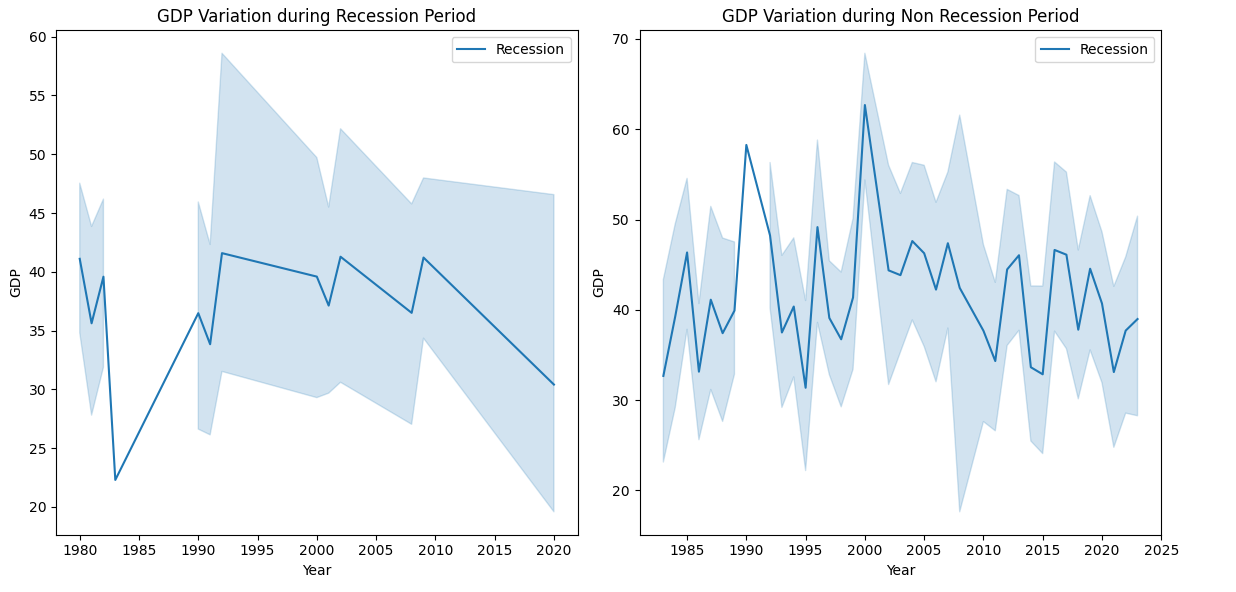 GDP Variation during Recession Period
60
55
50
45
40
35
30
25
20
GDP
Recession
1980 1985 1990 1995 2000 2005 2010 2015 2020
Year
GDP Variation during Non Recession Period
70
60
50
40
30
20
GDP
Recession
1985 1990 1995 2000 2005 2010 2015 2020 2025
Year